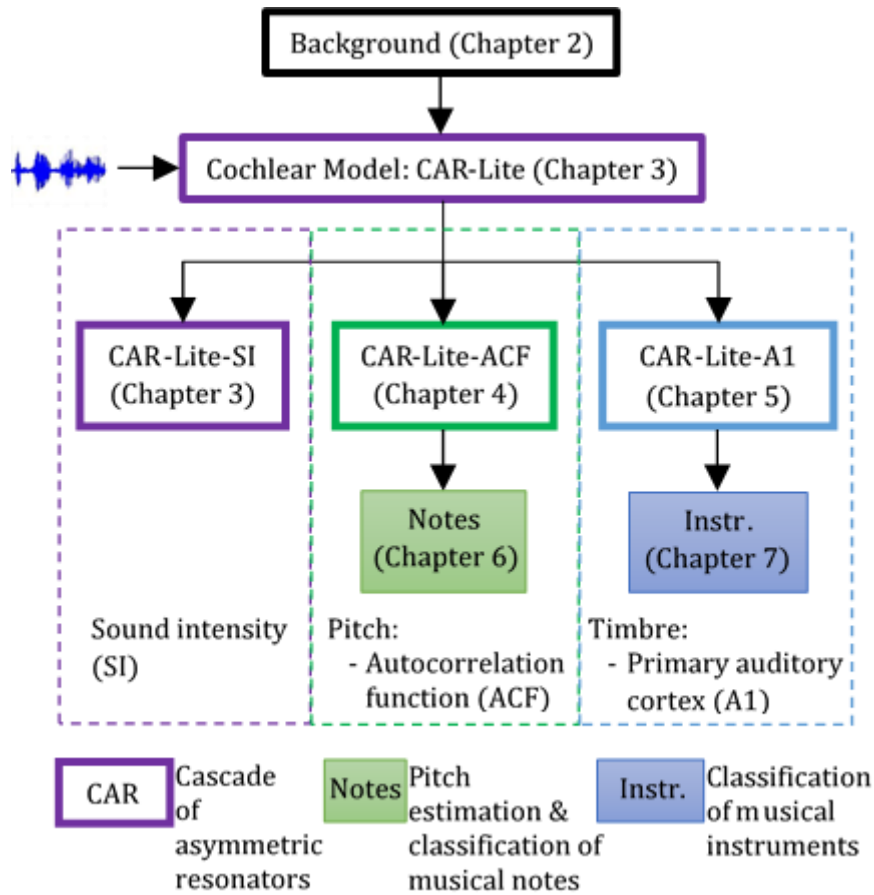 Background (Chapter 2)
Cochlear Model: CAR-Lite (Chapter 3)
CAR-Lite-SI
(Chapter 3)
CAR-Lite-ACF
(Chapter 4)
CAR-Lite-A1
(Chapter 5)
Notes
(Chapter 6)
Instr.
(Chapter 7)
Sound intensity
(SI)
Pitch:
- Autocorrelation
function (ACF)
Timbre:
- Primary auditory
cortex (A1)
CAR
Cascade
of
asymmetric
resonators
Notes
Pitch
estimation &
classification of
musical notes
Instr.
Classification
of musical
instruments